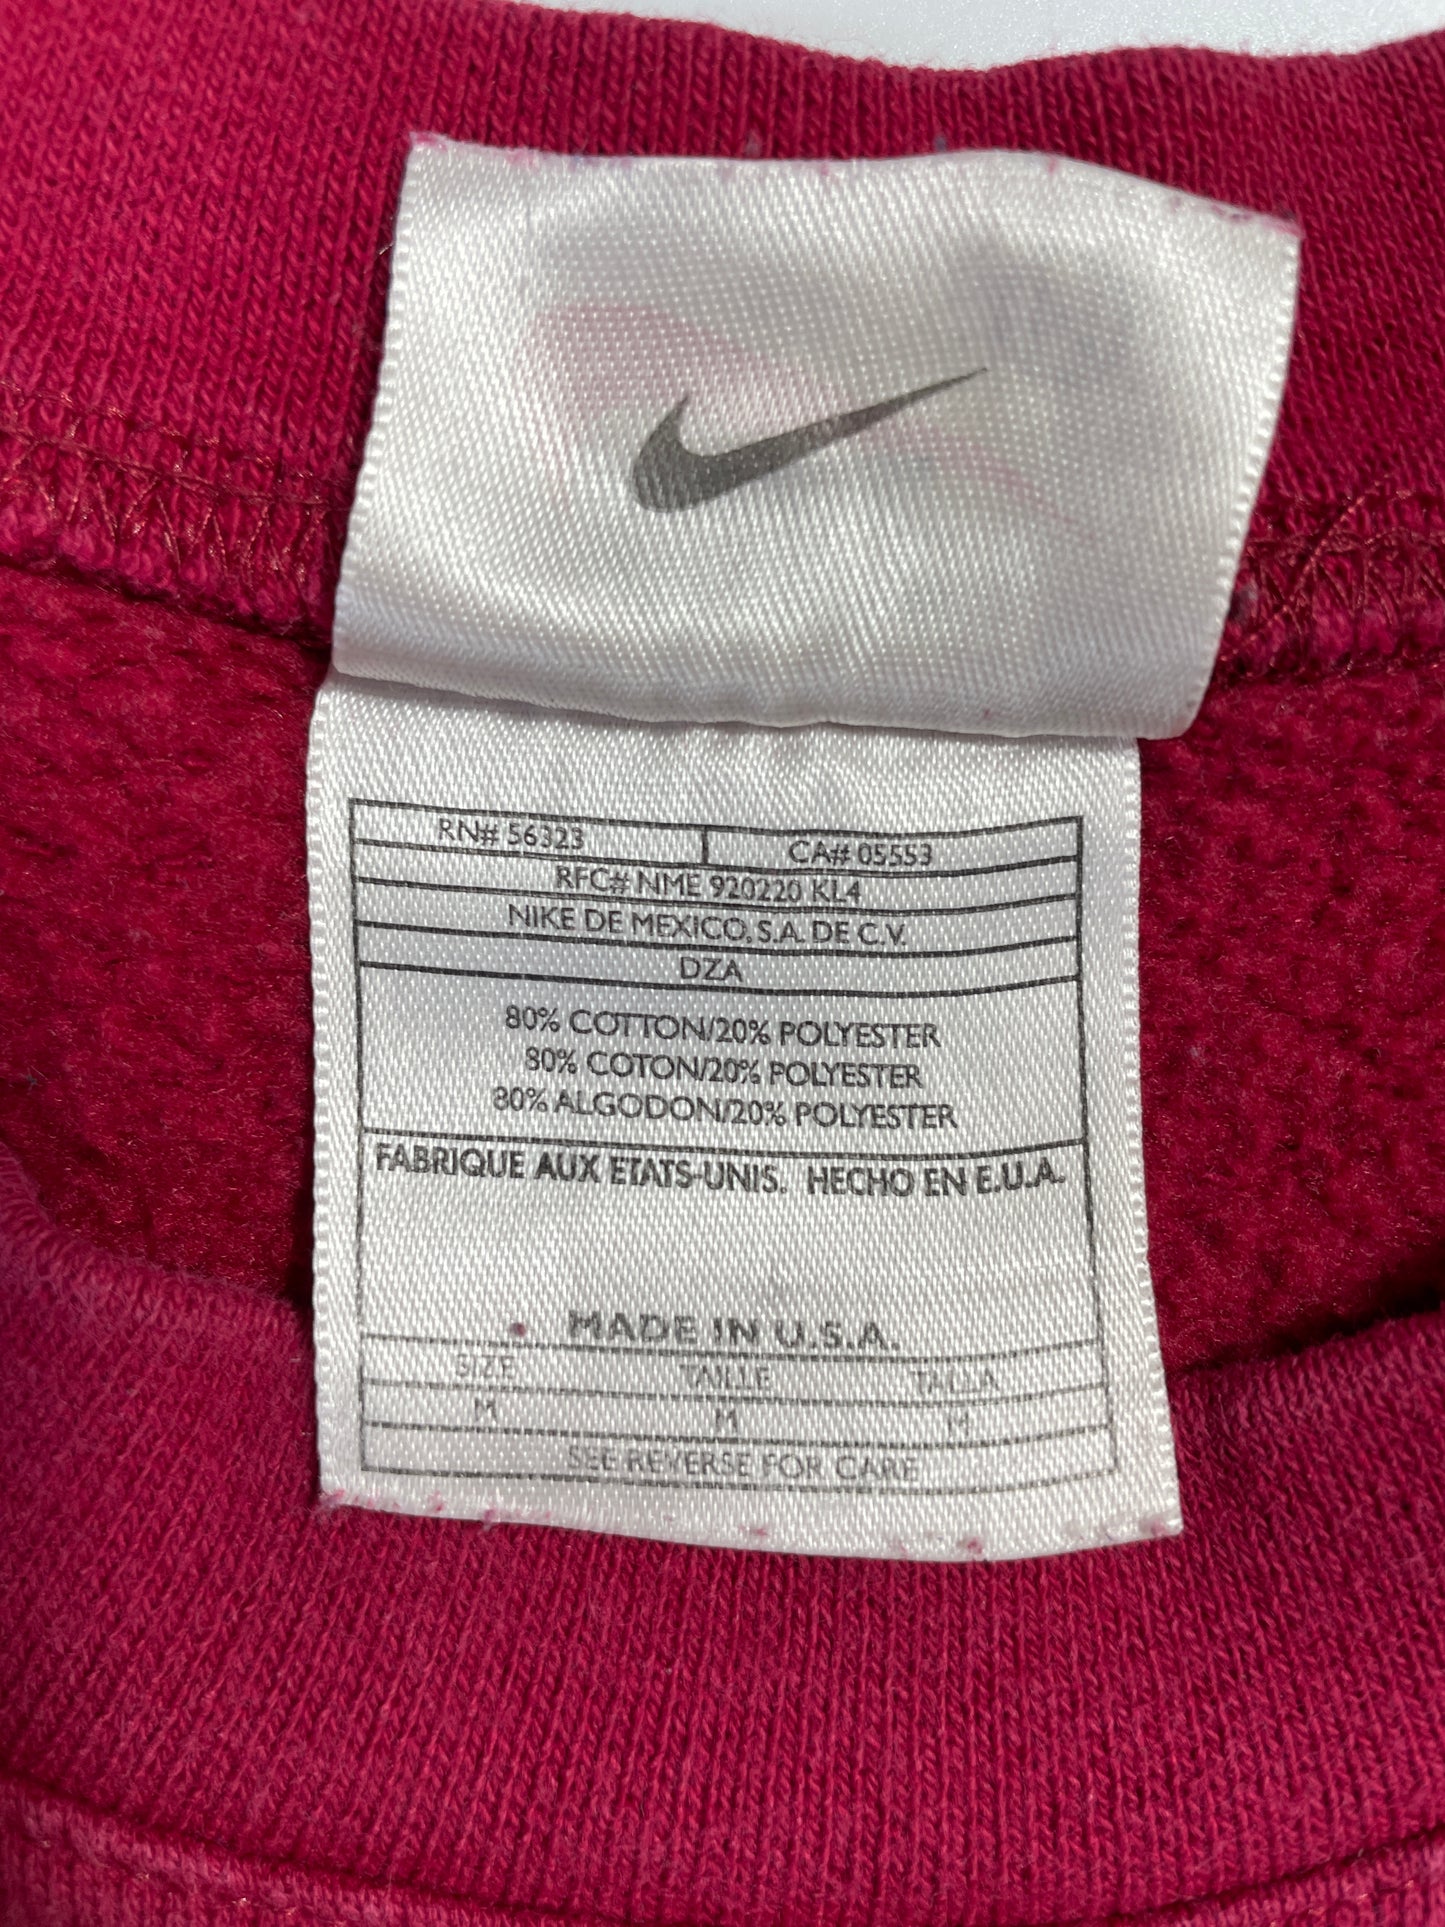 RN# 56323 CA# 05553
RFC# NME 920220 KL4
NIKE DE MEXICO, S.A. DE C.V.
DZA
80% COTTON/20% POLYESTER
80% COTON/20% POLYESTER
80% ALGODON/20% POLYESTER
FABRIQUE AUX ETATS-UNIS. HECHO EN E.U.A.
MADE IN U.S.A.
SIZE TAILLE TALLA
M M M
SEE REVERSE FOR CARE